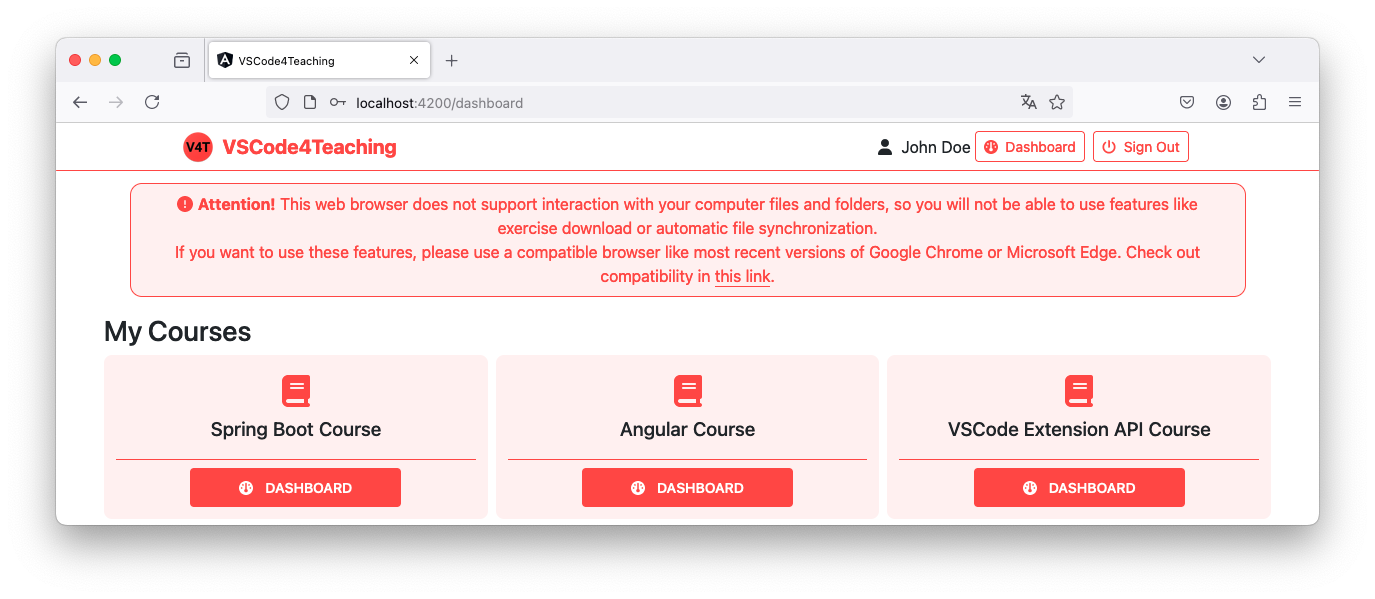 VSCode4Teaching
localhost:4200/dashboard
V4T VSCode4Teaching
John Doe Dashboard Sign Out
Attention! This web browser does not support interaction with your computer files and folders, so you will not be able to use features like
exercise download or automatic file synchronization.
If you want to use these features, please use a compatible browser like most recent versions of Google Chrome or Microsoft Edge. Check out
compatibility in this link.
My Courses
Spring Boot Course
Angular Course
VSCode Extension API Course
DASHBOARD
DASHBOARD
DASHBOARD